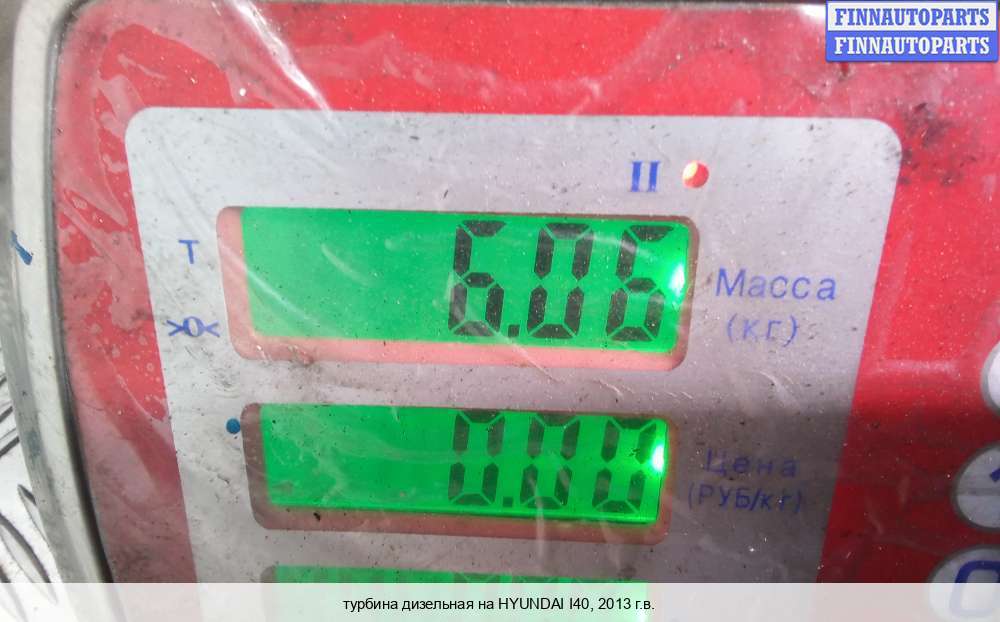 FINNAUTOPARTS
FINNAUTOPARTS
II
T
>0<
6.06
Масса
(кг)
0.00
Цена
(РУБ/кг)
турбина дизельная на HYUNDAI I40, 2013 г.в.